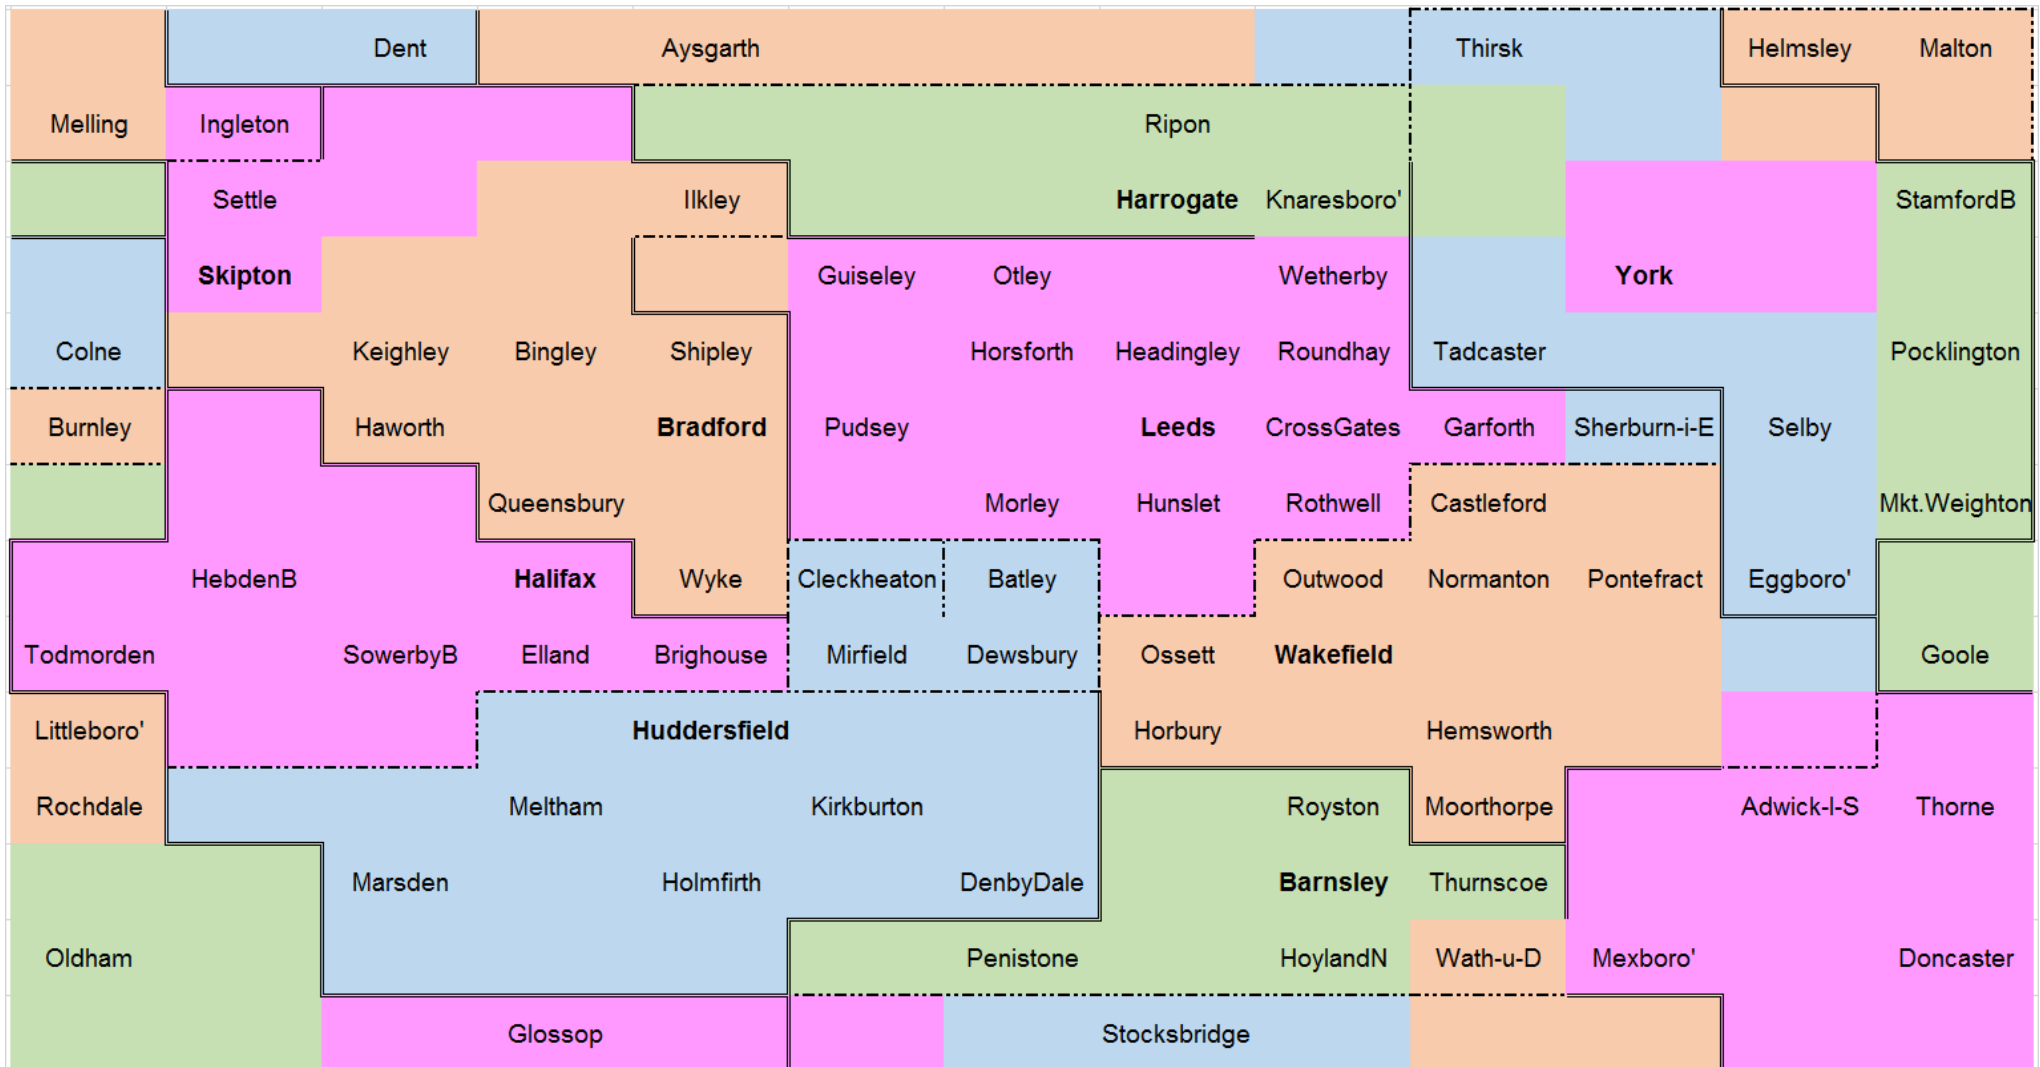 Dent Aysgarth Thirsk Helmsley Malton
Melling Ingleton Ripon
Settle Ilkley Harrogate Knaresboro' StamfordB
Skipton Guiseley Otley Wetherby York
Colne Keighley Bingley Shipley Horsforth Headingley Roundhay Tadcaster Pocklington
Burnley Haworth Bradford Pudsey Leeds CrossGates Garforth Sherburn-i-E Selby
Queensbury Morley Hunslet Rothwell Castleford Mkt.Weighton
HebdenB Halifax Wyke Cleckheaton Batley Outwood Normanton Pontefract Eggboro'
Todmorden SowerbyB Elland Brighouse Mirfield Dewsbury Ossett Wakefield Goole
Littleboro' Huddersfield Horbury Hemsworth
Rochdale Meltham Kirkburton Royston Moorthorpe Adwick-l-S Thorne
Marsden Holmfirth DenbyDale Barnsley Thurnscoe
Oldham Penistone HoylandN Wath-u-D Mexboro' Doncaster
Glossop Stocksbridge